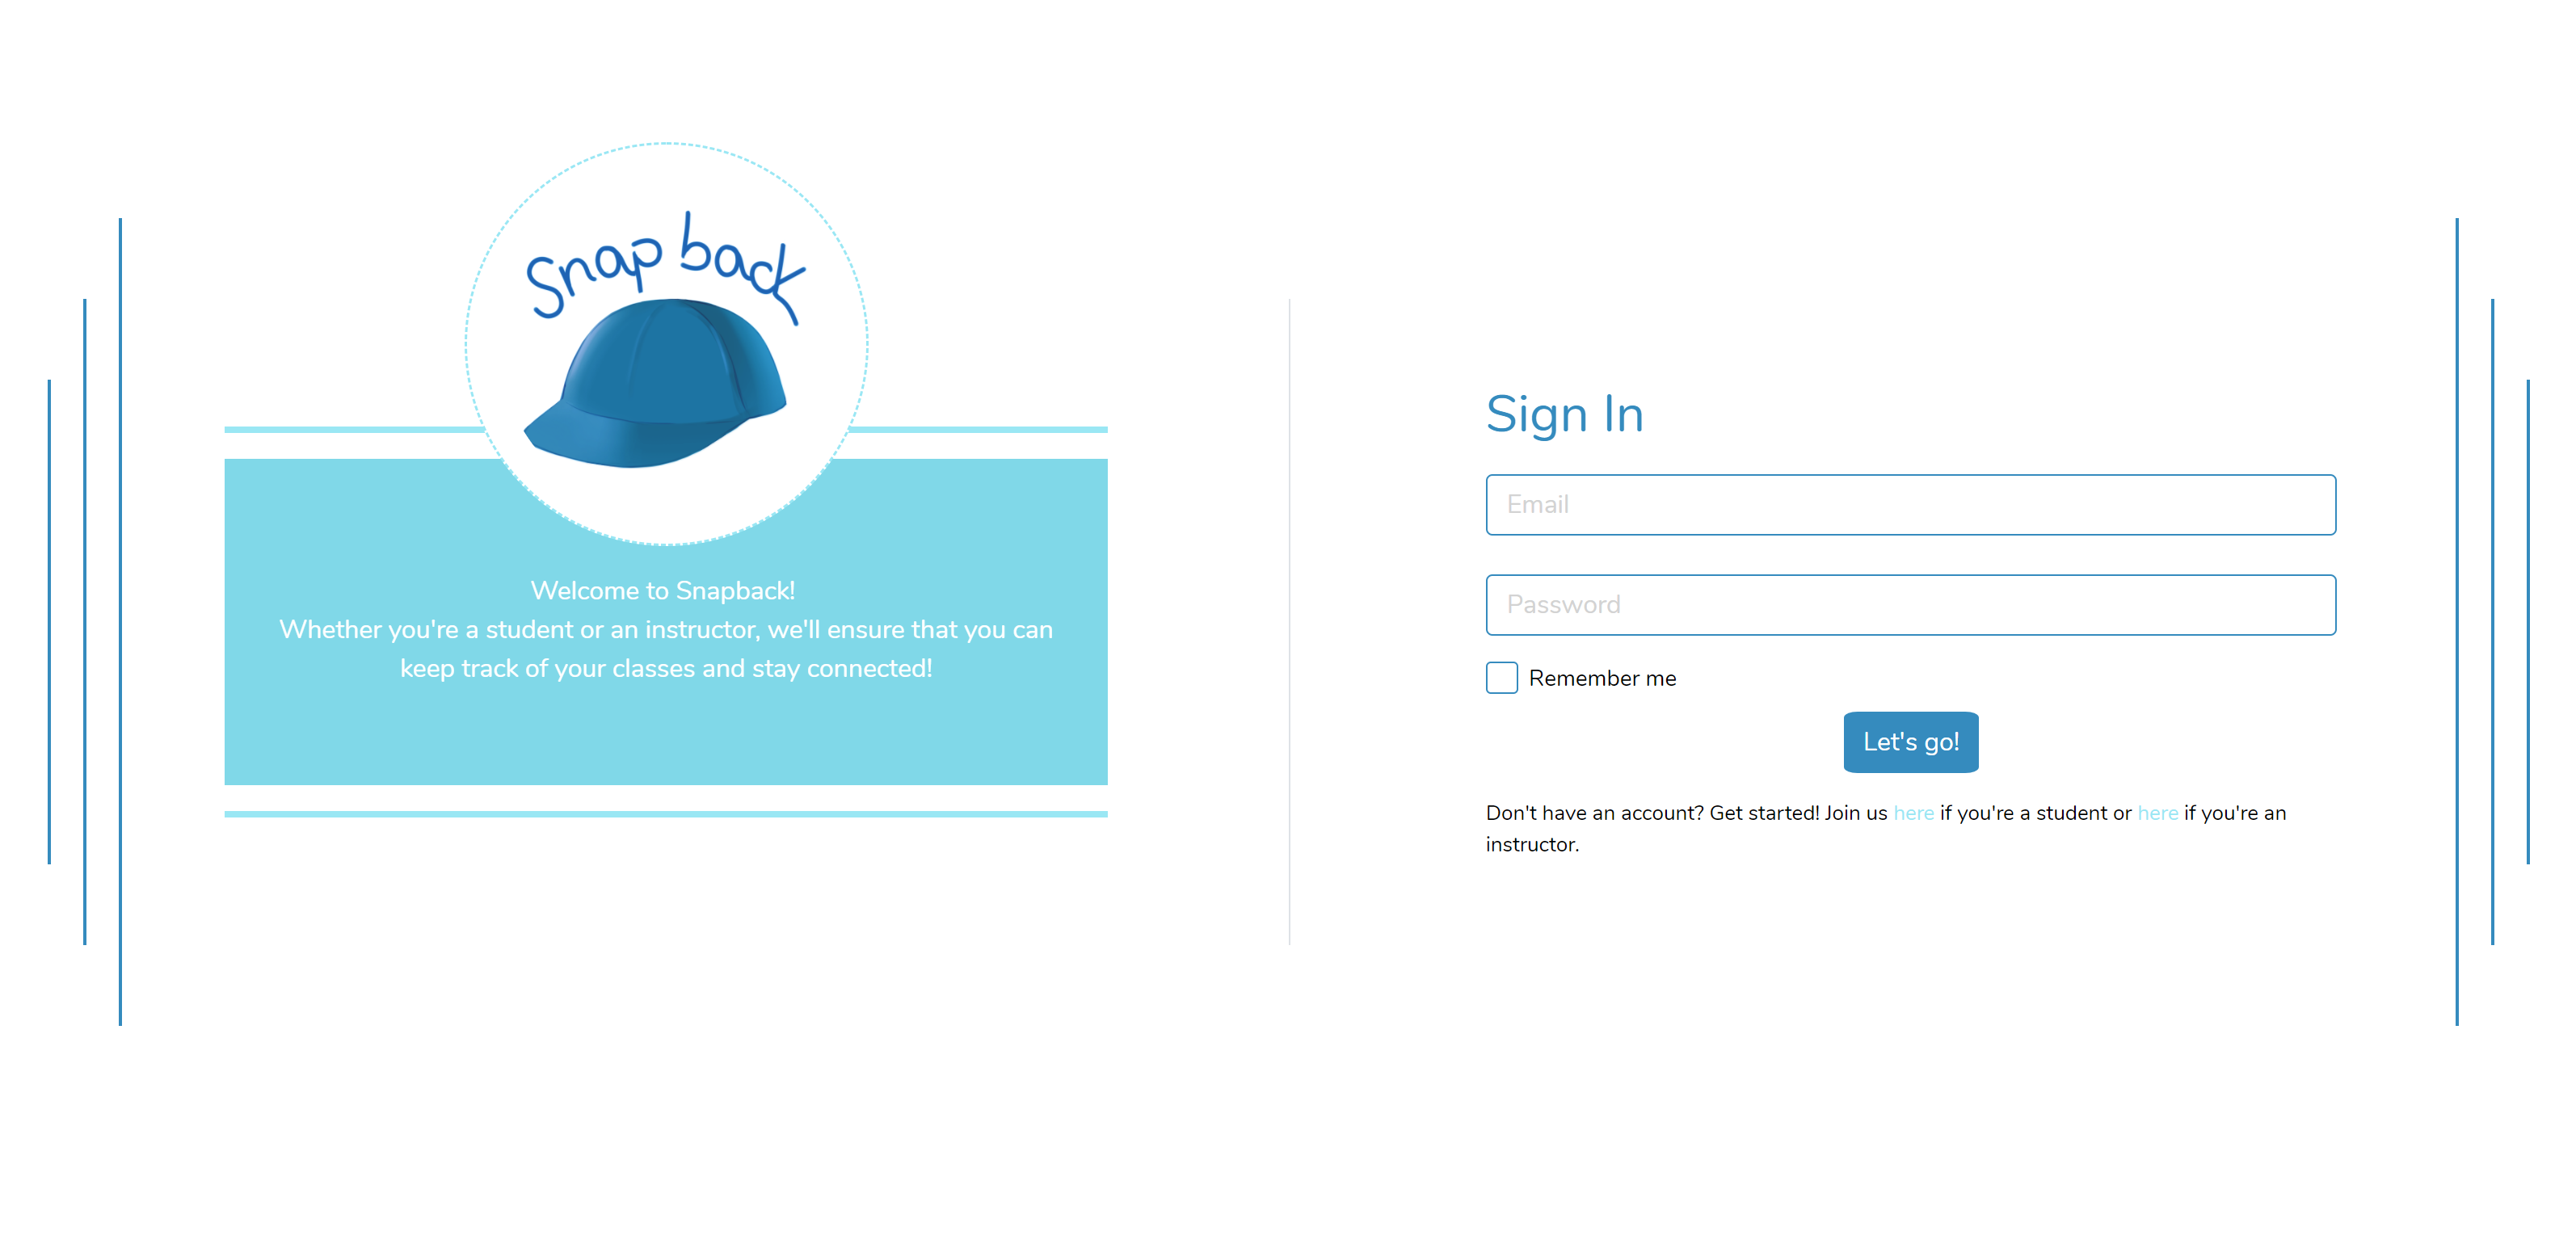 Snap back
Welcome to Snapback!
Whether you're a student or an instructor, we'll ensure that you can
keep track of your classes and stay connected!
Sign In
Email
Password
Remember me
Let's go!
Don't have an account? Get started! Join us here if you're a student or here if you're an
instructor.